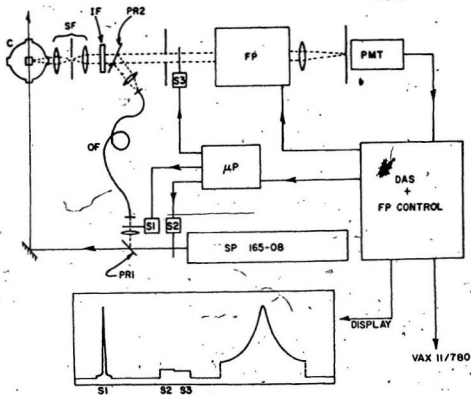 IF
PR2
SF
C
S3
FP
PMT
OF
μP
DAS
+
FP CONTROL
S1
S2
SP 165-08
PR1
DISPLAY
VAX 11/780
S1
S2
S3